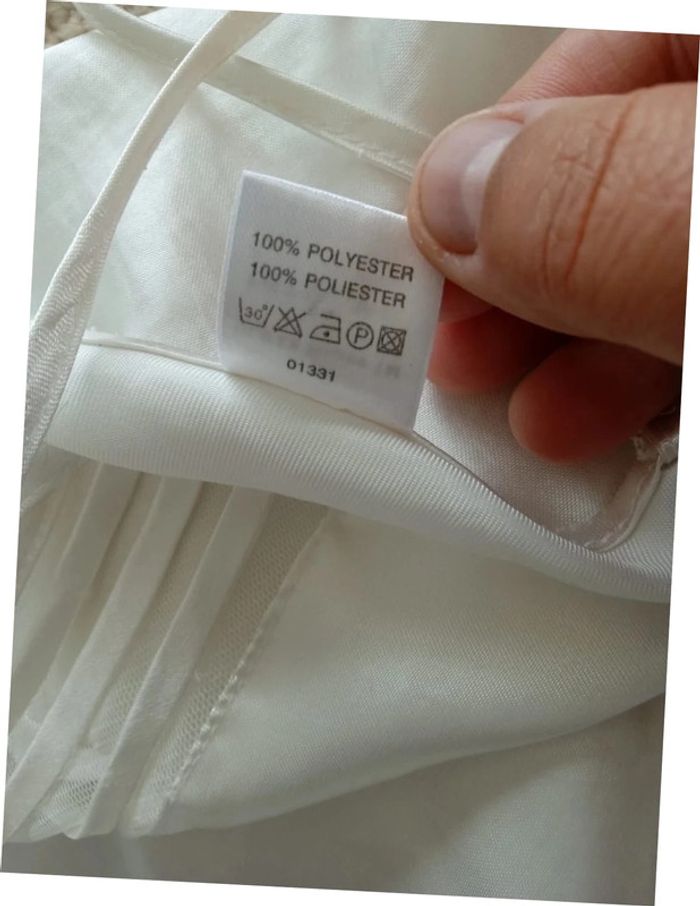 100% POLYESTER
100% POLIESTER
30° P
01331